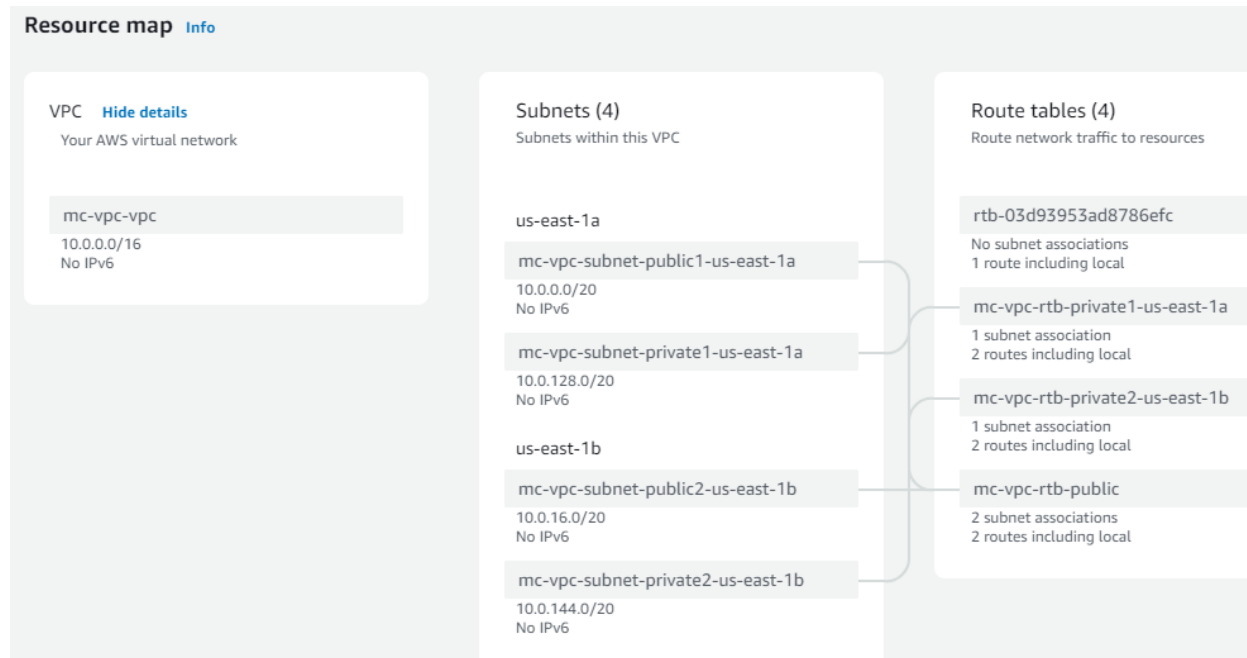 Resource map Info
VPC Hide details
Your AWS virtual network
mc-vpc-vpc
10.0.0.0/16
No IPv6
Subnets (4)
Subnets within this VPC
us-east-1a
mc-vpc-subnet-public1-us-east-1a
10.0.0.0/20
No IPv6
mc-vpc-subnet-private1-us-east-1a
10.0.128.0/20
No IPv6
us-east-1b
mc-vpc-subnet-public2-us-east-1b
10.0.16.0/20
No IPv6
mc-vpc-subnet-private2-us-east-1b
10.0.144.0/20
No IPv6
Route tables (4)
Route network traffic to resources
rtb-03d93953ad8786efc
No subnet associations
1 route including local
mc-vpc-rtb-private1-us-east-1a
1 subnet association
2 routes including local
mc-vpc-rtb-private2-us-east-1b
1 subnet association
2 routes including local
mc-vpc-rtb-public
2 subnet associations
2 routes including local